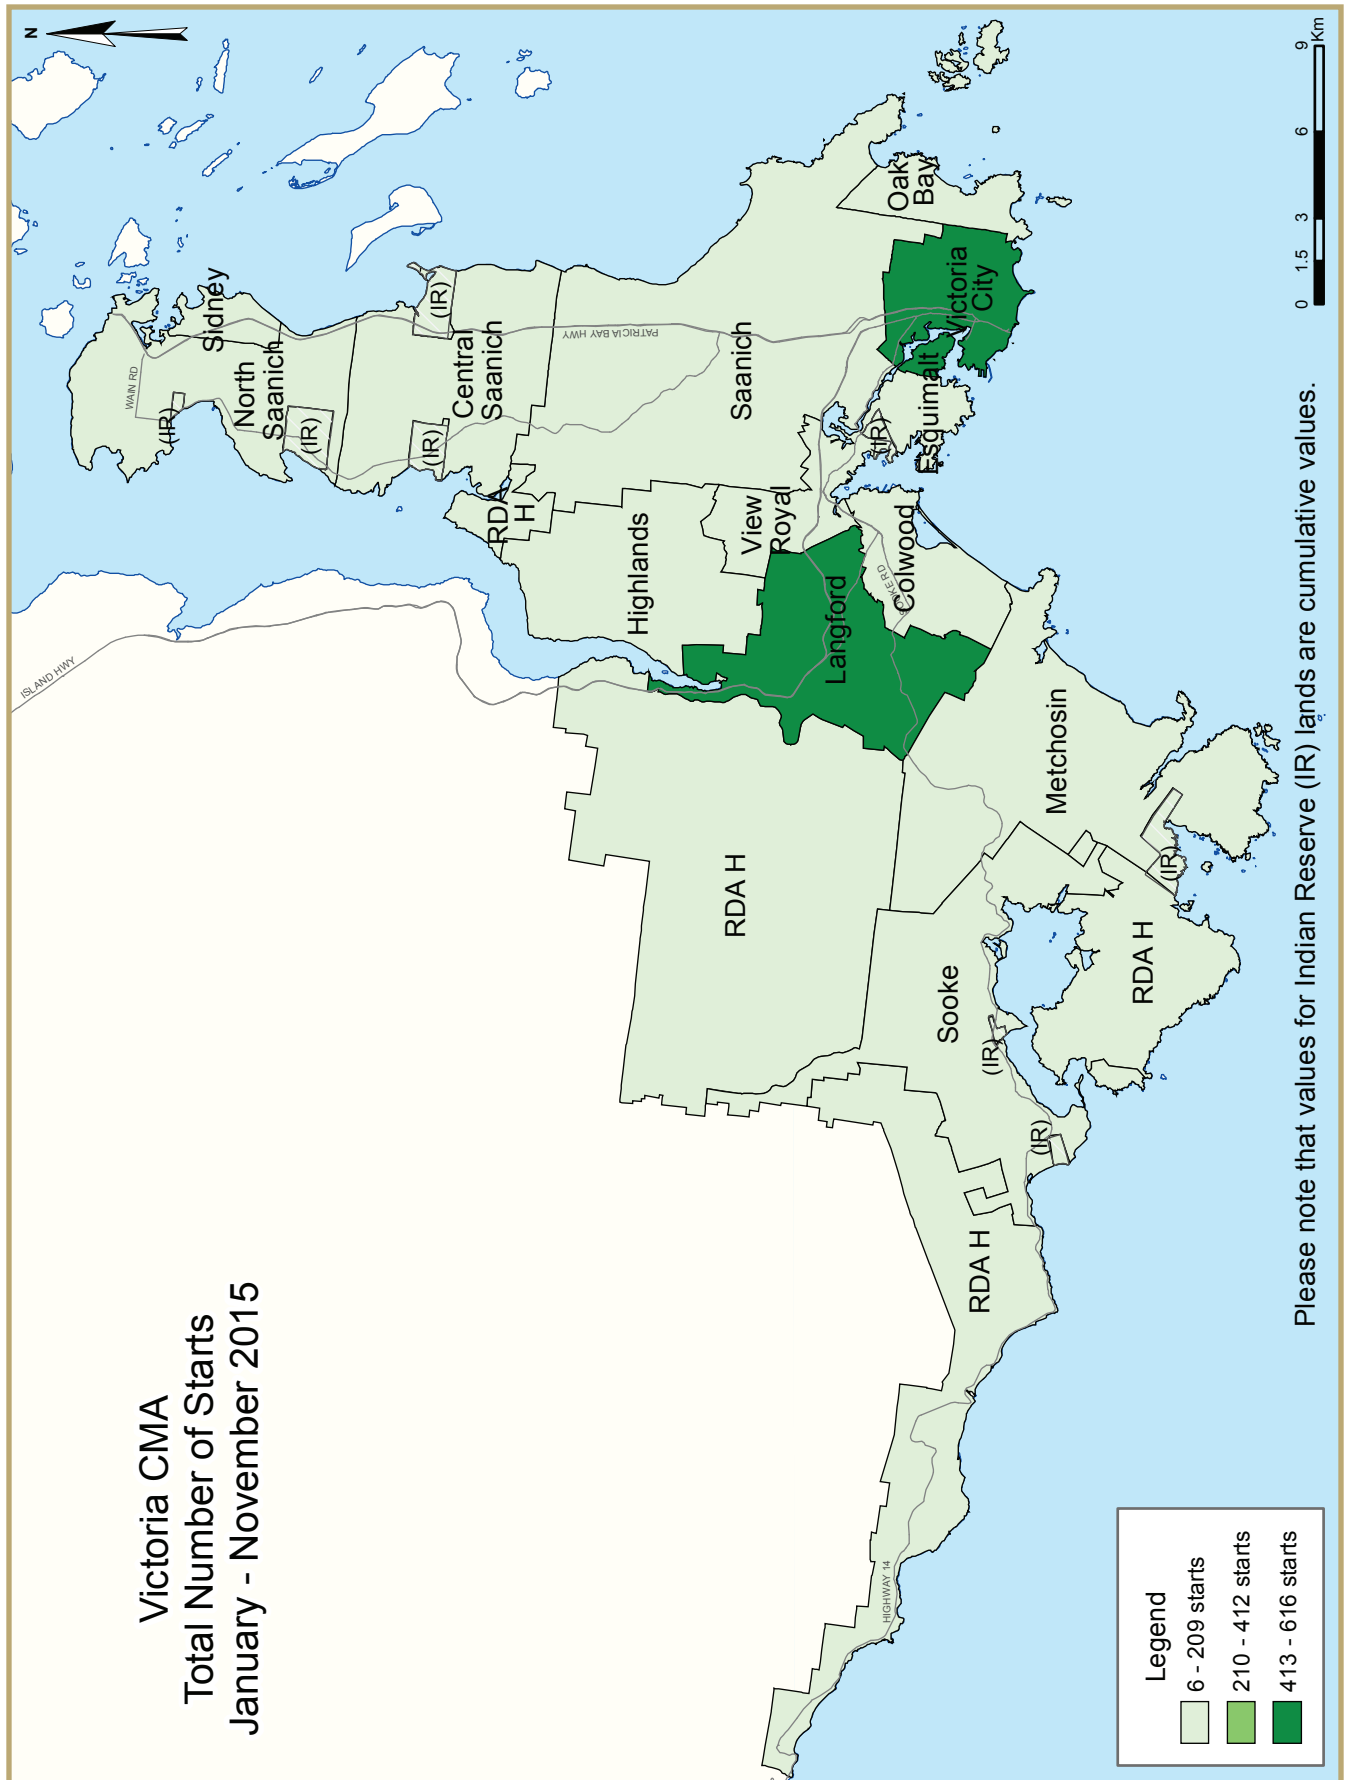 Victoria CMA
Total Number of Starts
January - November 2015
N
ISLAND HWY
WAIN RD
Sidney
North
Saanich
(IR)
(IR)
(IR)
(IR)
Central
Saanich
PATRICIA BAY HWY
RDA
H
Saanich
Highlands
View
Royal
Oak
Bay
Victoria
City
Esquimalt
(IR)
Langford
Colwood
SOOKE RD
Metchosin
(IR)
RDA H
RDA H
Sooke
(IR)
(IR)
RDA H
HIGHWAY 14
Legend
6 - 209 starts
210 - 412 starts
413 - 616 starts
Please note that values for Indian Reserve (IR) lands are cumulative values.
0 1.5 3 6 9
Km